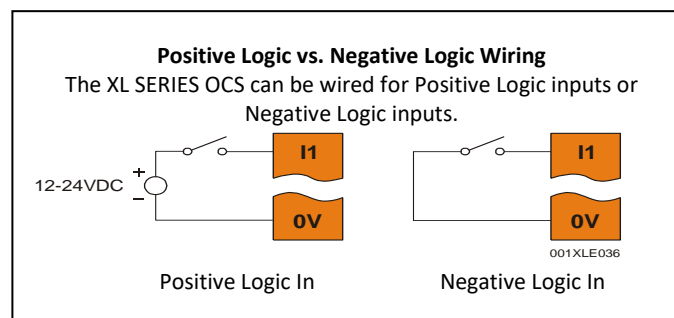 Positive Logic vs. Negative Logic Wiring
The XL SERIES OCS can be wired for Positive Logic inputs or
Negative Logic inputs.
I1
+
12-24VDC
–
0V
Positive Logic In
I1
0V
001XLE036
Negative Logic In